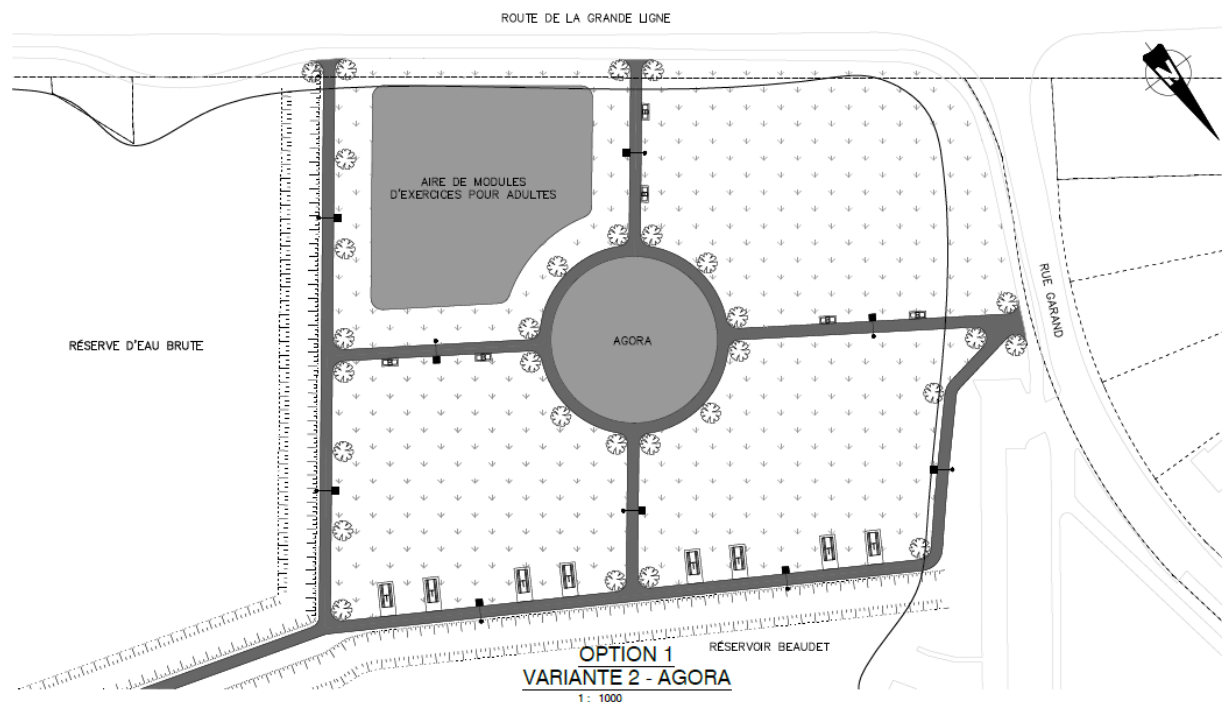 ROUTE DE LA GRANDE LIGNE
N
AIRE DE MODULES
D'EXERCICES POUR ADULTES
RUE GARAND
RÉSERVE D'EAU BRUTE
AGORA
RÉSERVOIR BEAUDET
OPTION 1
VARIANTE 2 - AGORA
1 : 1000